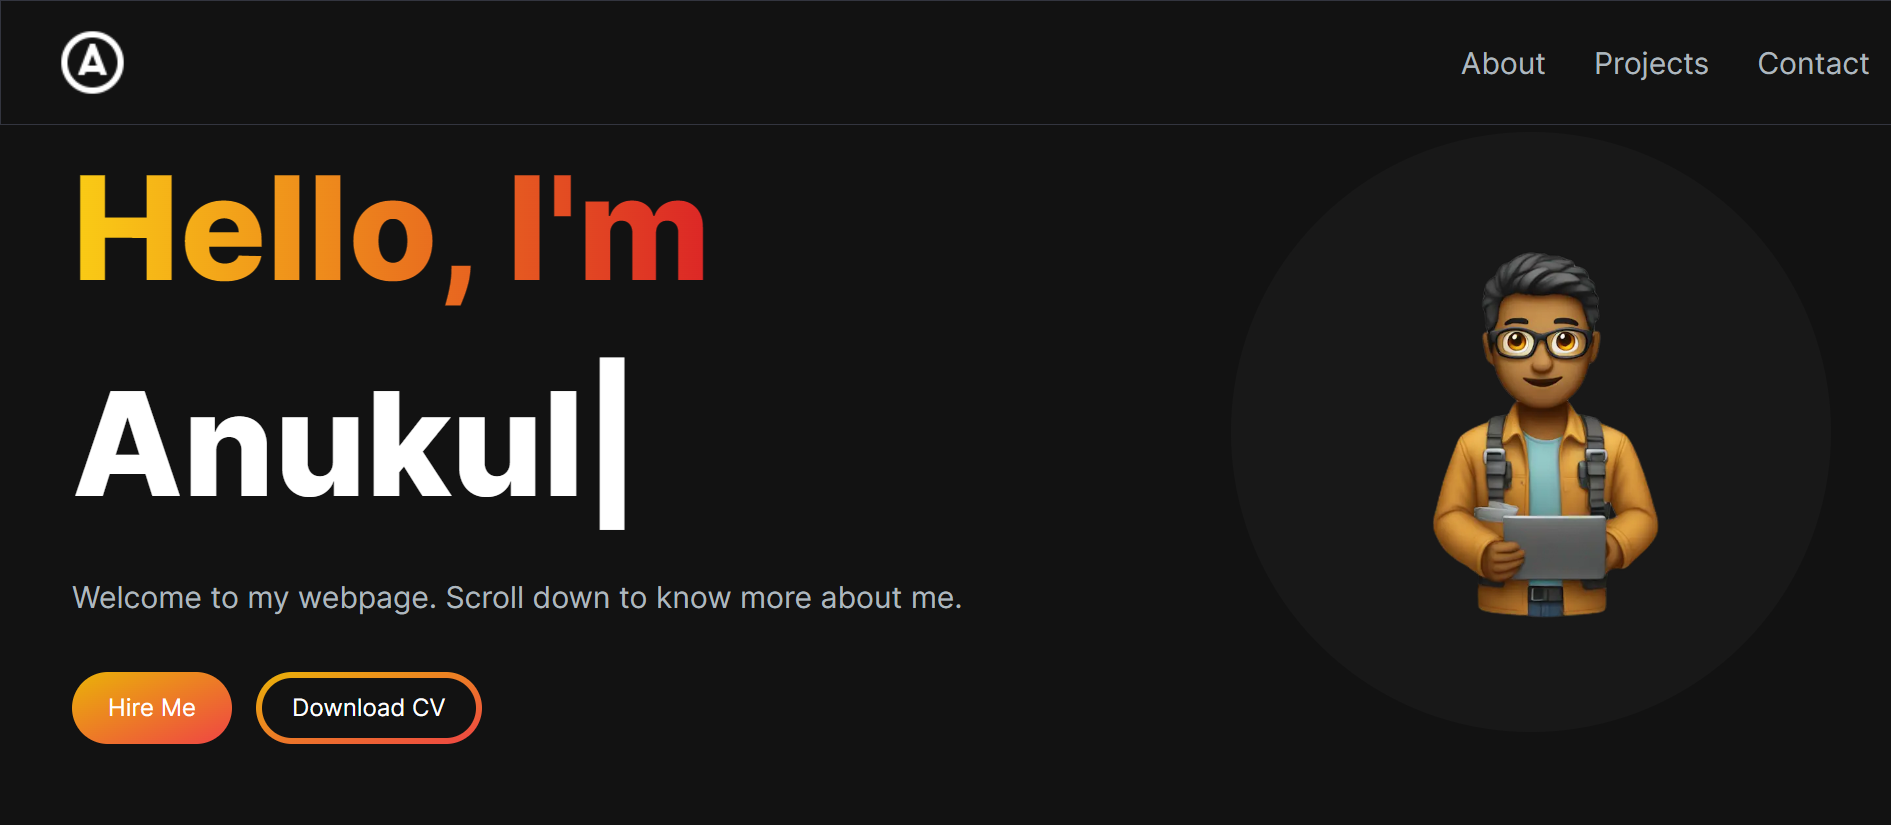 A
About Projects Contact
Hello, I'm
Anukul
Welcome to my webpage. Scroll down to know more about me.
Hire Me Download CV